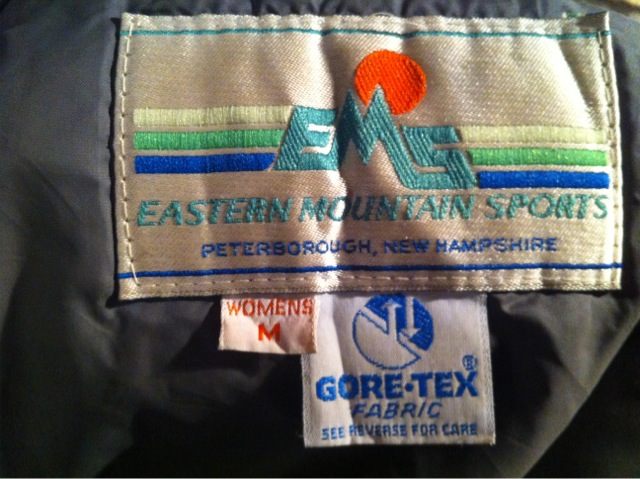 EMS
EASTERN MOUNTAIN SPORTS
PETERBOROUGH, NEW HAMPSHIRE
WOMENS
M
GORE-TEX®
FABRIC
SEE REVERSE FOR CARE